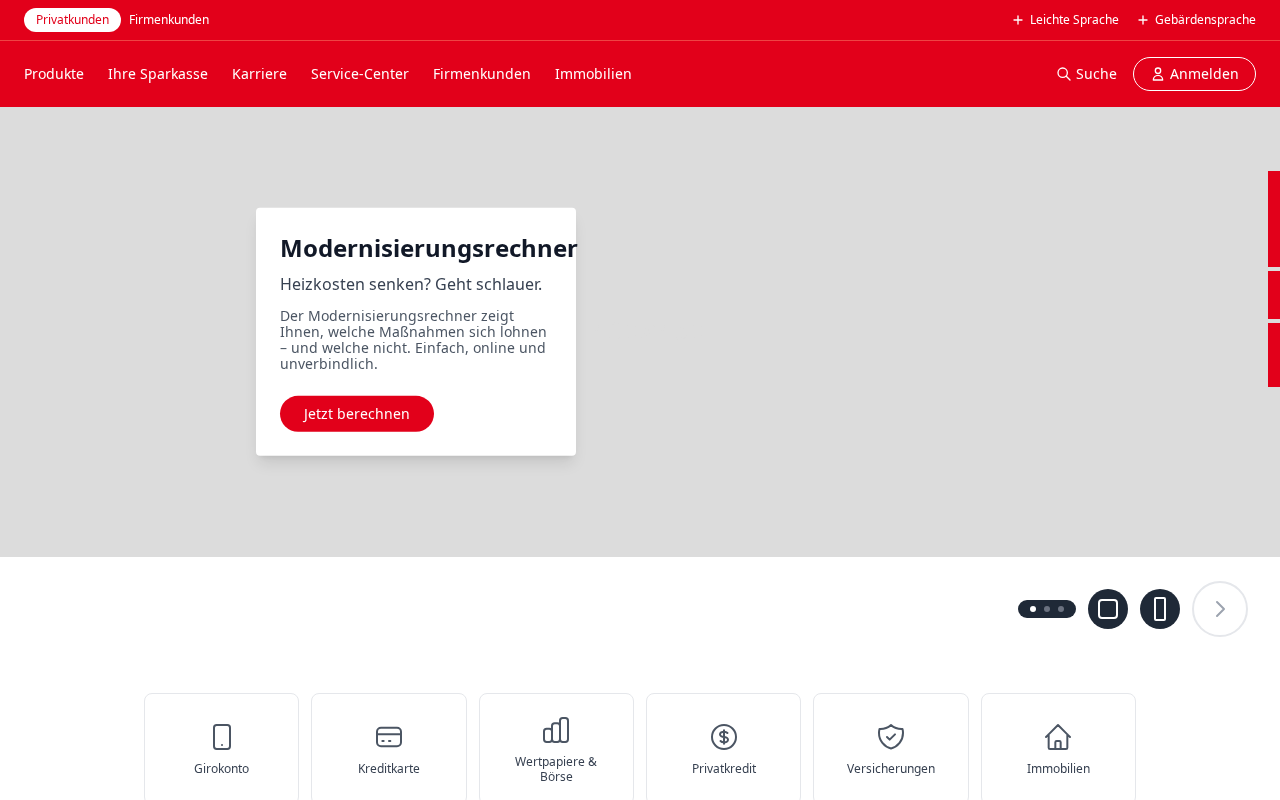 Privatkunden Firmenkunden Leichte Sprache Gebärdensprache
Produkte Ihre Sparkasse Karriere Service-Center Firmenkunden Immobilien Suche Anmelden
Modernisierungsrechner
Heizkosten senken? Geht schlauer.
Der Modernisierungsrechner zeigt
Ihnen, welche Maßnahmen sich lohnen
– und welche nicht. Einfach, online und
unverbindlich.
Jetzt berechnen
Girokonto
Kreditkarte
Wertpapiere &
Börse
Privatkredit
Versicherungen
Immobilien